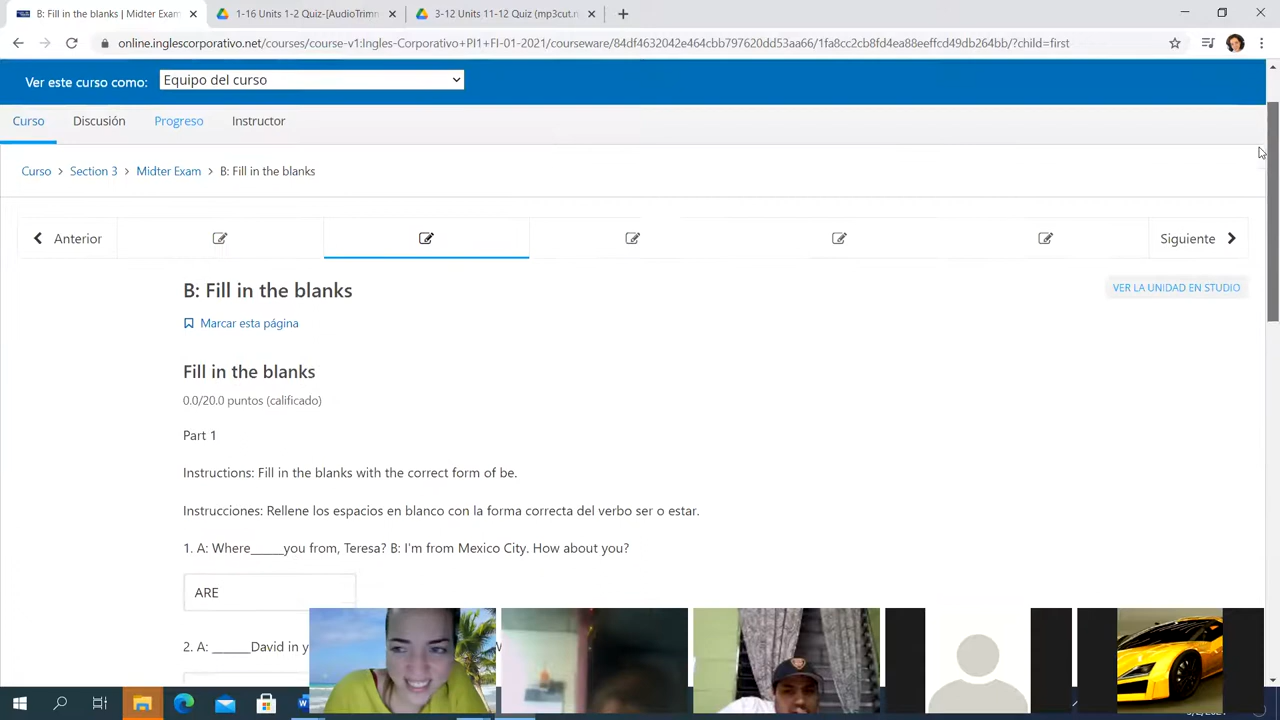 B: Fill in the blanks | Midter Exam
1-16 Units 1-2 Quiz-[AudioTrimm
3-12 Units 11-12 Quiz (mp3cut.n
online.inglescorporativo.net/courses/course-v1:Ingles-Corporativo+PI1+FI-01-2021/courseware/84df4632042e464cbb797620dd53aa66/1fa8cc2cb8fd4ea88eeffcd49db264bb/?child=first
Ver este curso como: Equipo del curso
Curso Discusión Progreso Instructor
Curso > Section 3 > Midter Exam > B: Fill in the blanks
Anterior Siguiente
B: Fill in the blanks
VER LA UNIDAD EN STUDIO
Marcar esta página
Fill in the blanks
0.0/20.0 puntos (calificado)
Part 1
Instructions: Fill in the blanks with the correct form of be.
Instrucciones: Rellene los espacios en blanco con la forma correcta del verbo ser o estar.
1. A: Where_____you from, Teresa? B: I'm from Mexico City. How about you?
ARE
2. A: ______David in y